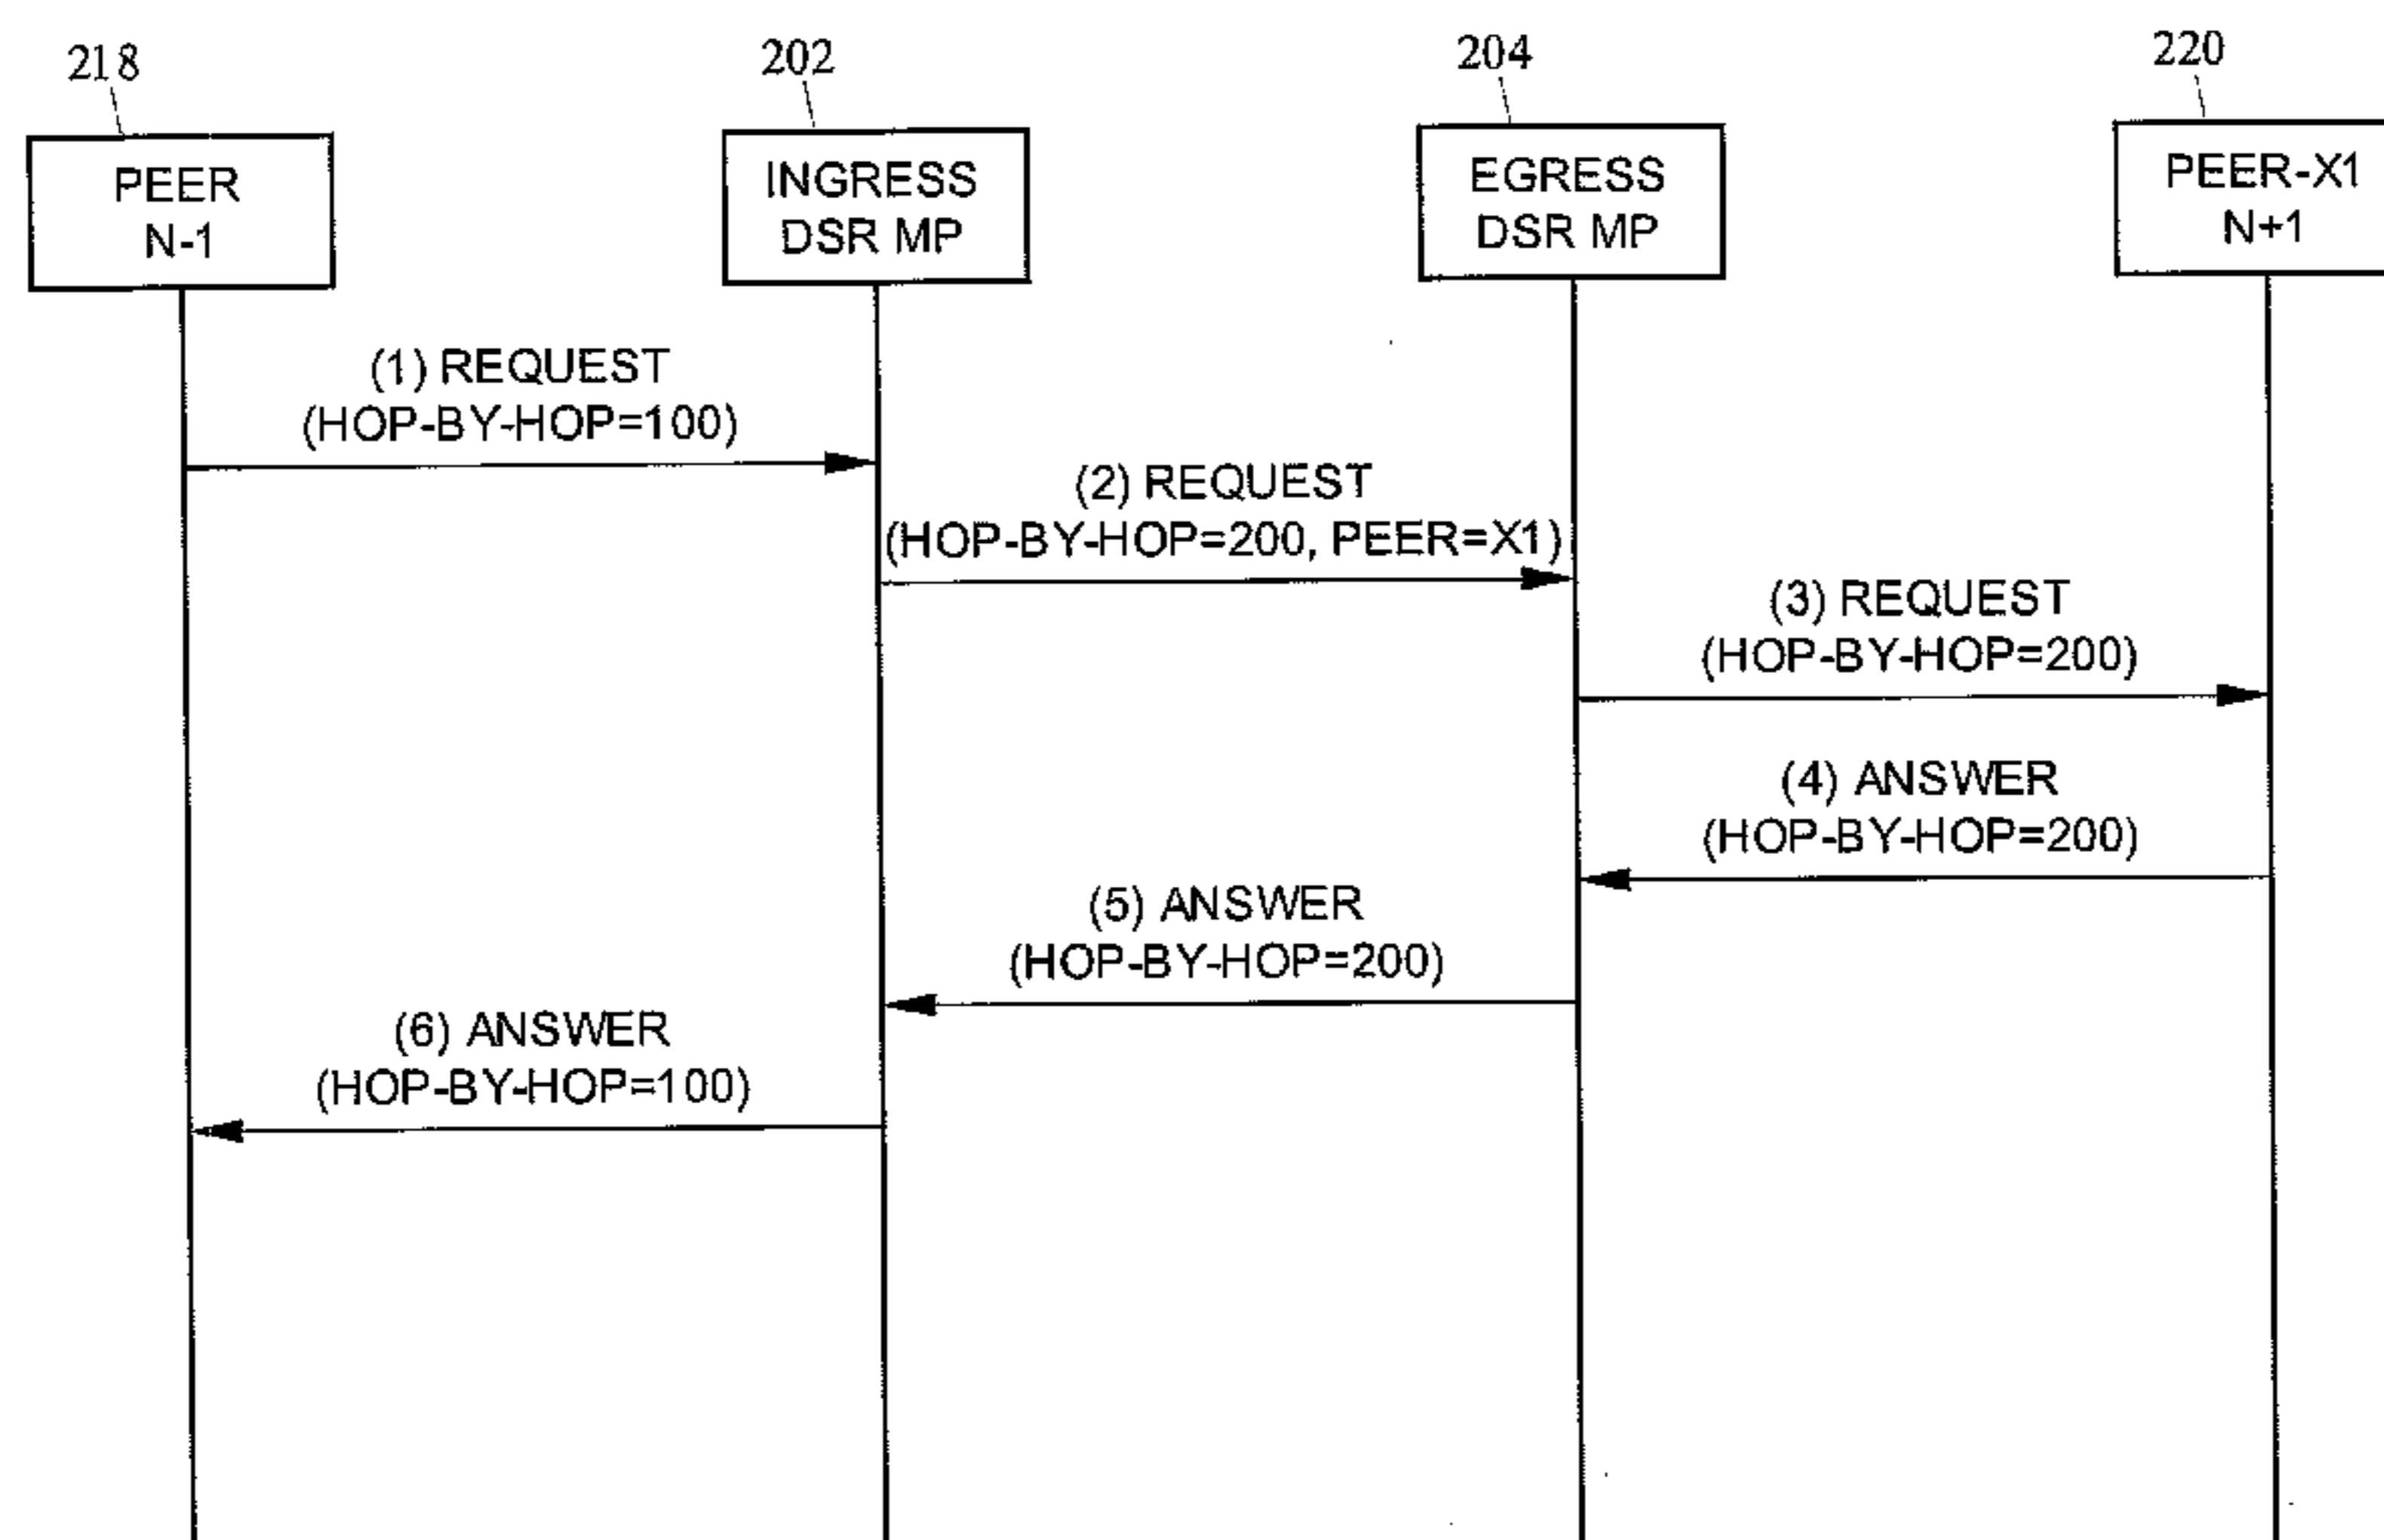 218
202
204
220
PEER
N-1
INGRESS
DSR MP
EGRESS
DSR MP
PEER-X1
N+1
(1) REQUEST
(HOP-BY-HOP=100)
(2) REQUEST
(HOP-BY-HOP=200, PEER=X1)
(3) REQUEST
(HOP-BY-HOP=200)
(4) ANSWER
(HOP-BY-HOP=200)
(5) ANSWER
(HOP-BY-HOP=200)
(6) ANSWER
(HOP-BY-HOP=100)